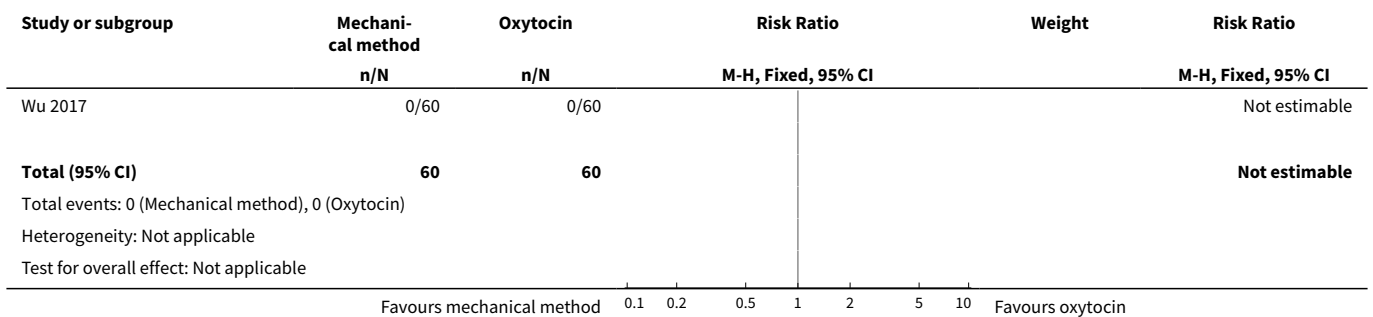 Study or subgroup Mechani- Oxytocin Risk Ratio Weight Risk Ratio
cal method
n/N n/N M-H, Fixed, 95% CI M-H, Fixed, 95% CI
Wu 2017 0/60 0/60 Not estimable
Total (95% CI) 60 60 Not estimable
Total events: 0 (Mechanical method), 0 (Oxytocin)
Heterogeneity: Not applicable
Test for overall effect: Not applicable
Favours mechanical method 0.1 0.2 0.5 1 2 5 10 Favours oxytocin